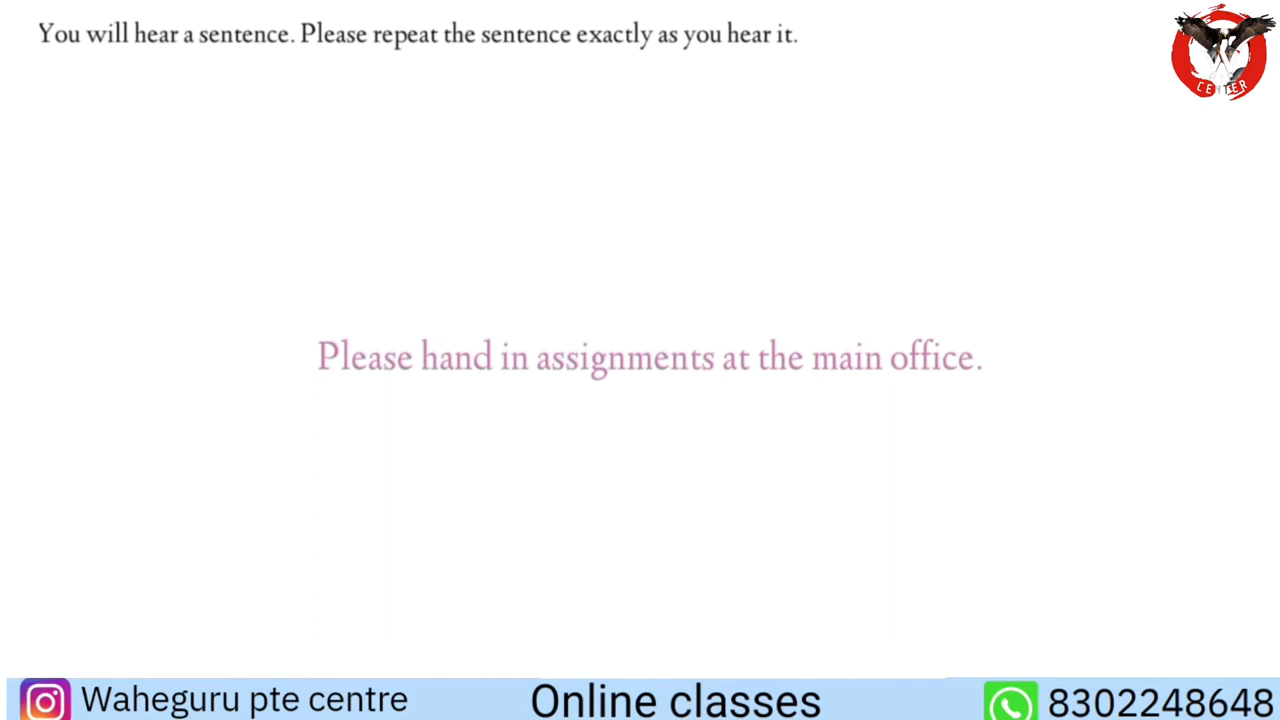 You will hear a sentence. Please repeat the sentence exactly as you hear it.
CENTER
Please hand in assignments at the main office.
Waheguru pte centre
Online classes
8302248648